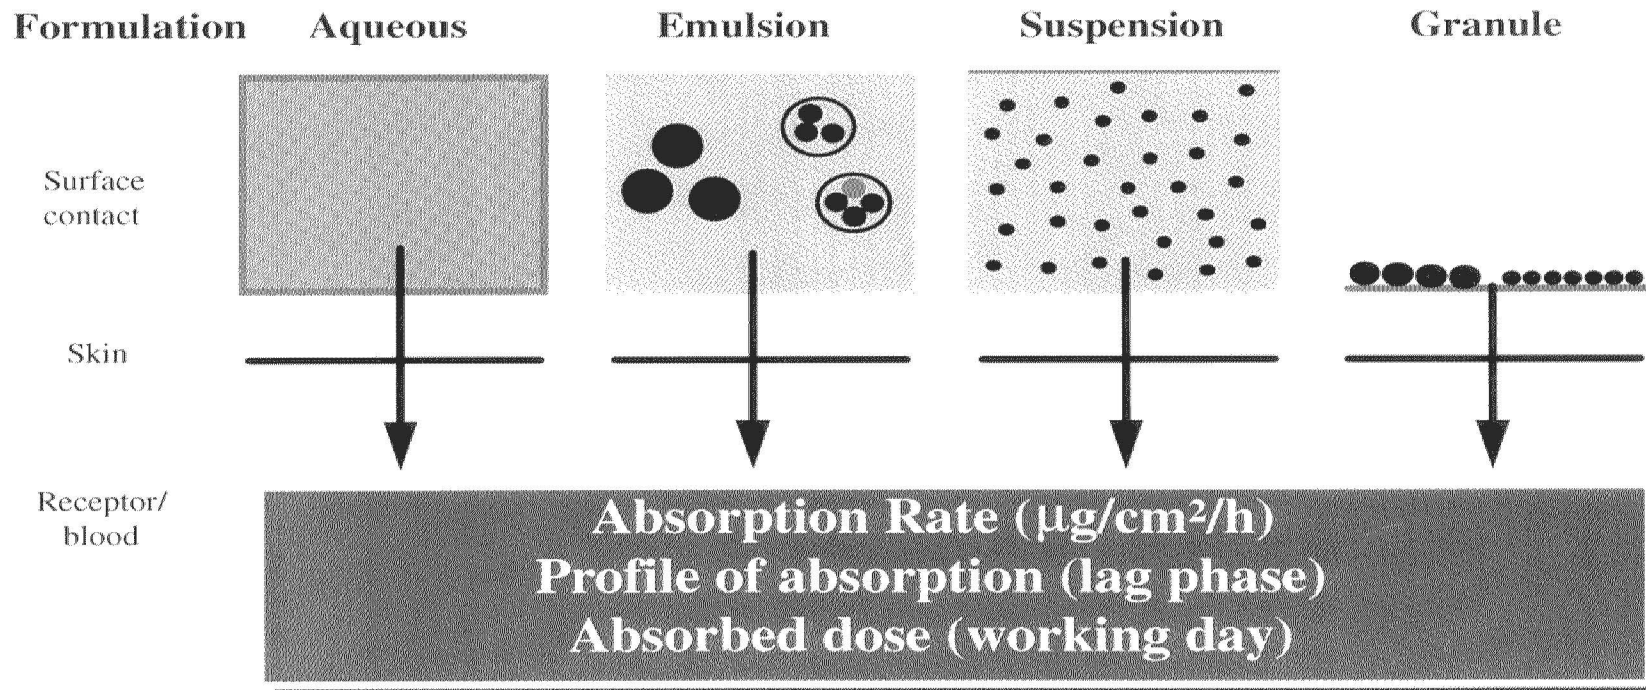 Formulation Aqueous Emulsion Suspension Granule
Surface
contact
Skin
Receptor/
blood
Absorption Rate (μg/cm²/h)
Profile of absorption (lag phase)
Absorbed dose (working day)